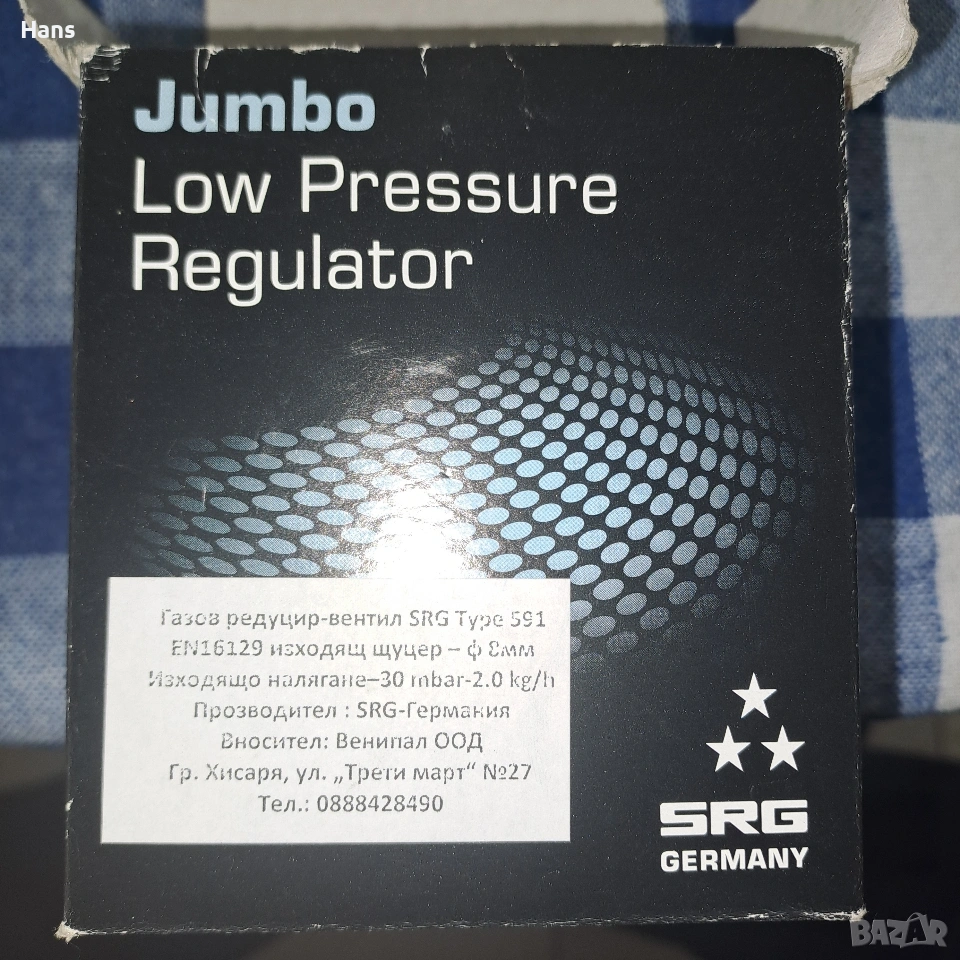 Hans
Jumbo
Low Pressure
Regulator
Газов редуцир-вентил SRG Type 591
EN16129 изходящ щуцер – ф 8мм
Изходящо налягане–30 mbar-2.0 kg/h
Прозводител : SRG-Германия
Вносител: Венипал ООД
Гр. Хисаря, ул. „Трети март“ №27
Тел.: 0888428490
SRG
GERMANY
BAZAR